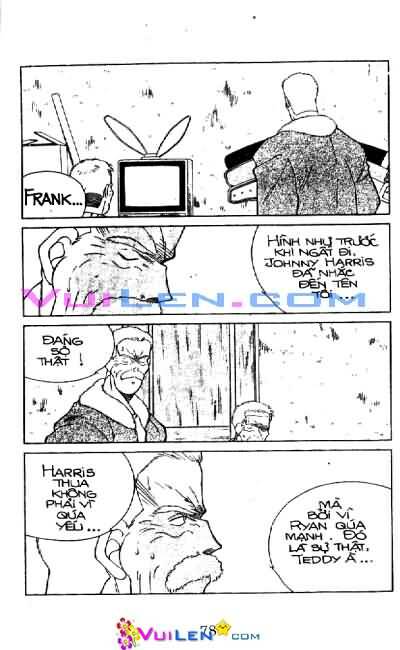 FRANK...
HÌNH NHƯ TRƯỚC
KHI NGẤT ĐI,
JOHNNY HARRIS
ĐÃ NHẮC
ĐẾN TÊN
TÔI...
VUILEN.COM
ĐÁNG
SỢ
THẬT !
HARRIS
THUA
KHÔNG
PHẢI VÌ
QÚA
YẾU...
MÀ
BỞI VÌ
RYAN QÚA
MẠNH. ĐÓ
LÀ SỰ THẬT,
TEDDY À...
78
VUILEN.COM